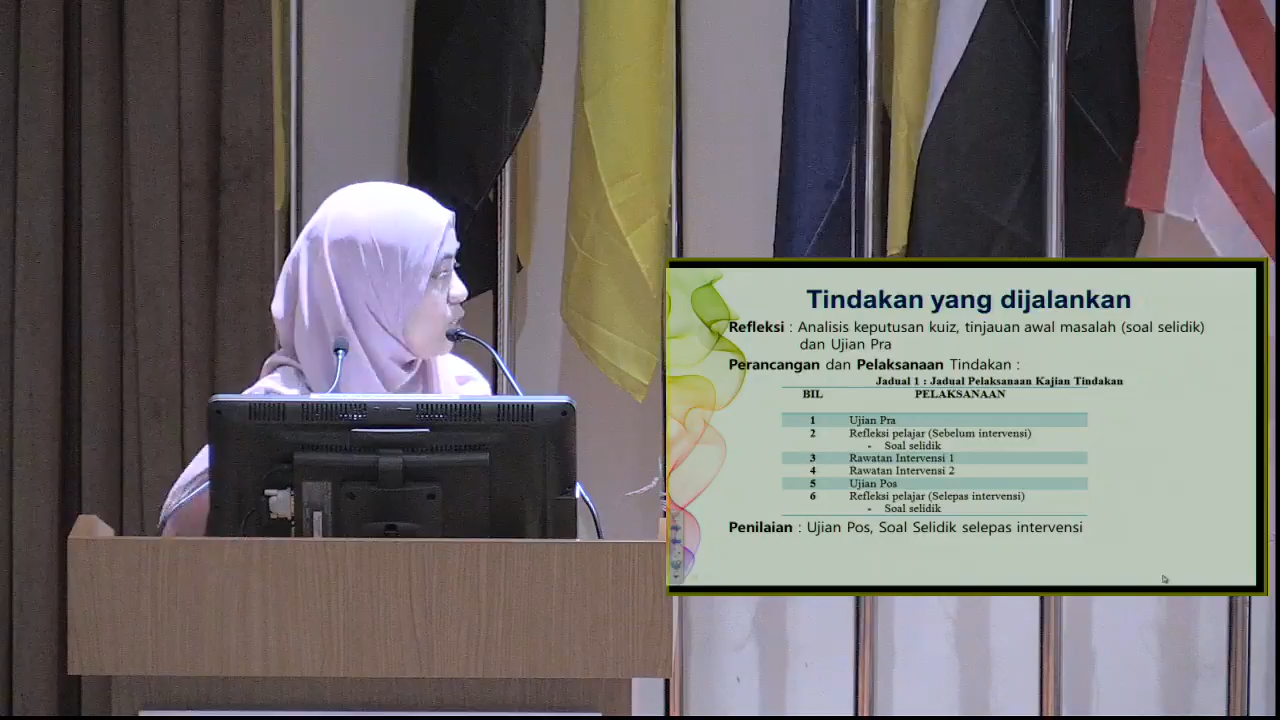 Tindakan yang dijalankan
Refleksi : Analisis keputusan kuiz, tinjauan awal masalah (soal selidik)
dan Ujian Pra
Perancangan dan Pelaksanaan Tindakan :
Jadual 1 : Jadual Pelaksanaan Kajian Tindakan
BIL PELAKSANAAN
1 Ujian Pra
2 Refleksi pelajar (Sebelum intervensi)
- Soal selidik
3 Rawatan Intervensi 1
4 Rawatan Intervensi 2
5 Ujian Pos
6 Refleksi pelajar (Selepas intervensi)
- Soal selidik
Penilaian : Ujian Pos, Soal Selidik selepas intervensi